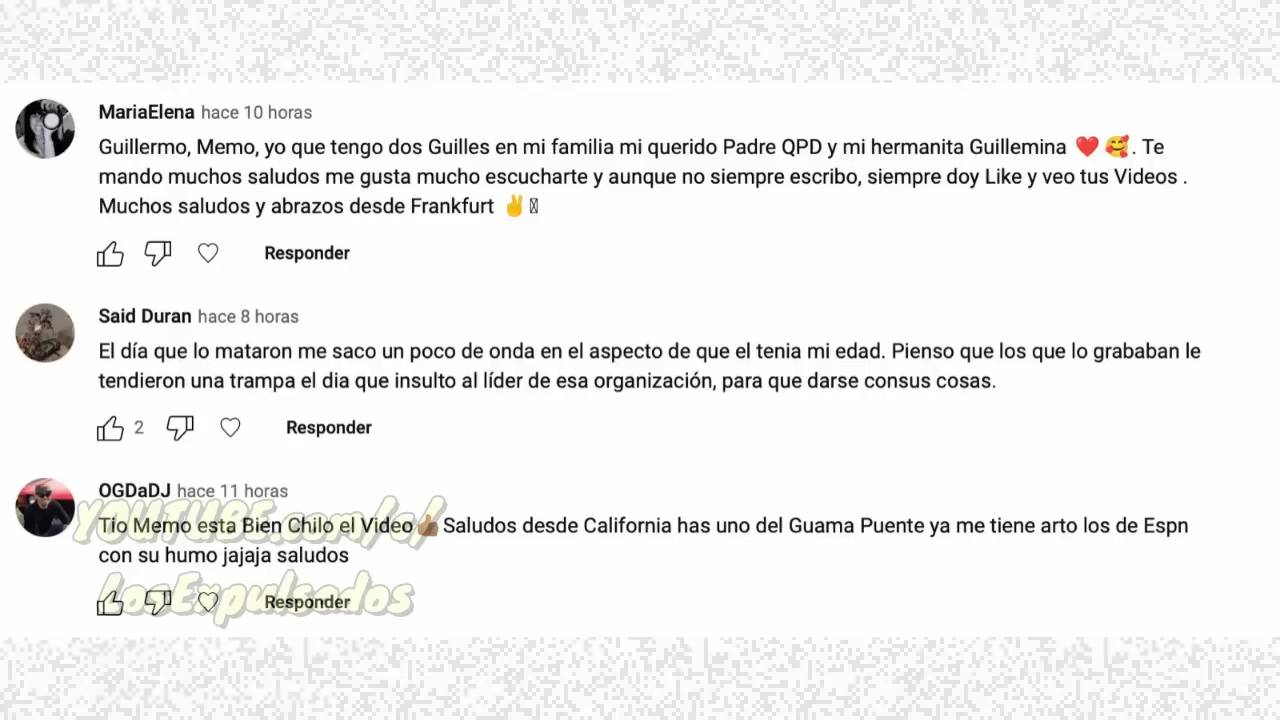 MariaElena hace 10 horas
Guillermo, Memo, yo que tengo dos Guilles en mi familia mi querido Padre QPD y mi hermanita Guillemina ❤️ 🥰. Te
mando muchos saludos me gusta mucho escucharte y aunque no siempre escribo, siempre doy Like y veo tus Videos .
Muchos saludos y abrazos desde Frankfurt ✌️
Responder
Said Duran hace 8 horas
El día que lo mataron me saco un poco de onda en el aspecto de que el tenia mi edad. Pienso que los que lo grababan le
tendieron una trampa el dia que insulto al líder de esa organización, para que darse consus cosas.
2 Responder
OGDaDJ hace 11 horas
YOUTUBE.com/c/
Tío Memo esta Bien Chilo el Video👍🏾 Saludos desde California has uno del Guama Puente ya me tiene arto los de Espn
con su humo jajaja saludos
LosExpulsados
Responder